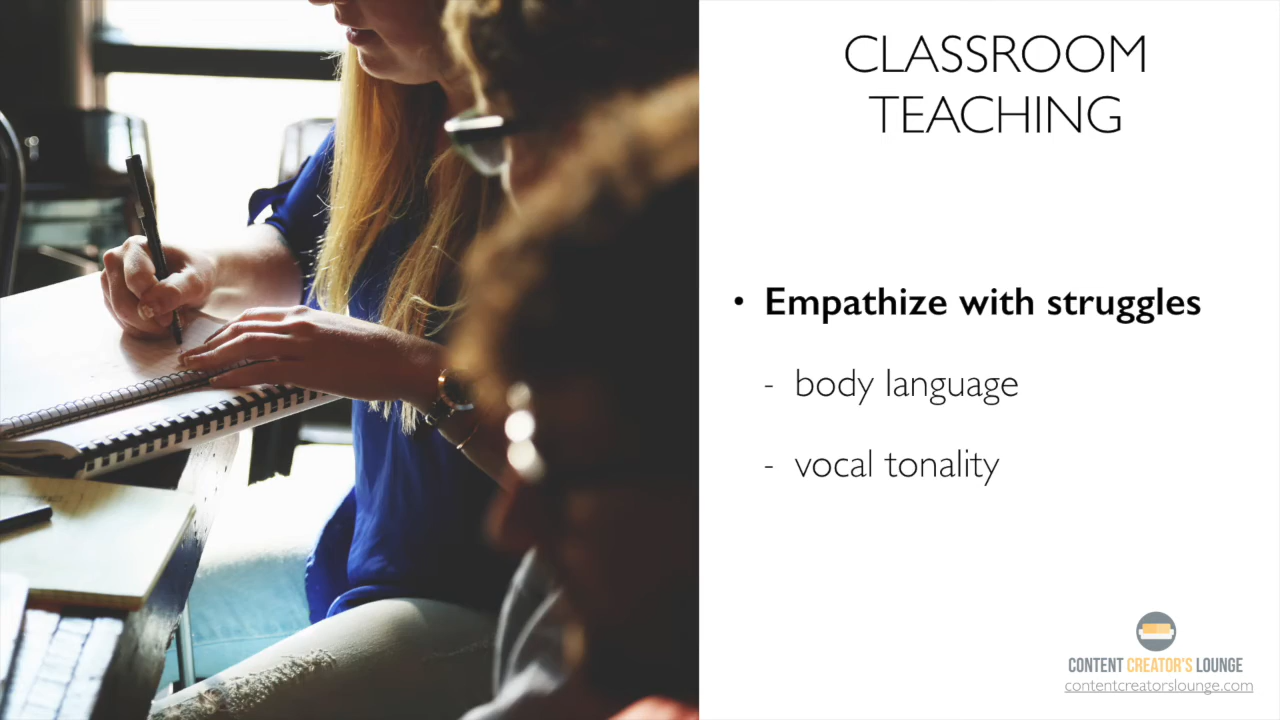 CLASSROOM
TEACHING
• Empathize with struggles
- body language
- vocal tonality
CONTENT CREATOR'S LOUNGE
contentcreatorslounge.com